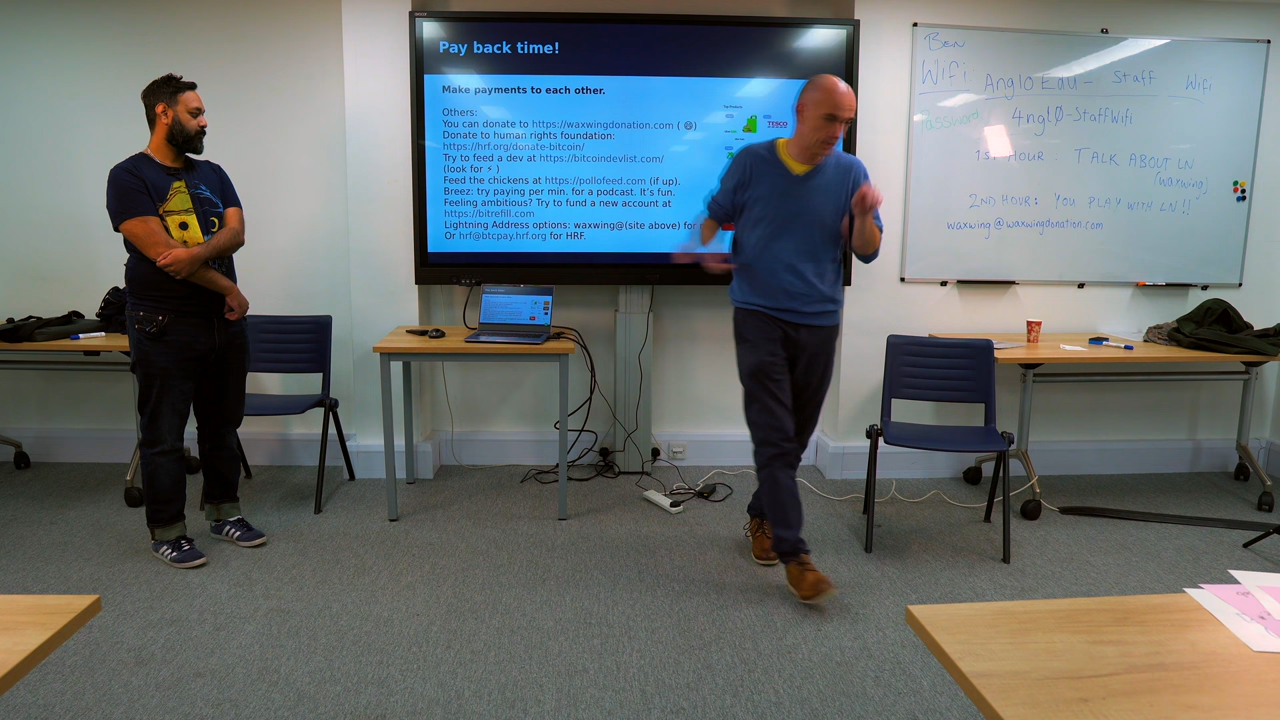 Pay back time!
Make payments to each other.
Others:
You can donate to https://waxwingdonation.com ( 😄)
Donate to human rights foundation:
https://hrf.org/donate-bitcoin/
Try to feed a dev at https://bitcoindevlist.com/
(look for ⚡ )
Feed the chickens at https://pollofeed.com (if up).
Breez: try paying per min. for a podcast. It's fun.
Feeling ambitious? Try to fund a new account at
https://bitrefill.com
Lightning Address options: waxwing@(site above) for
Or hrf@btcpay.hrf.org for HRF.
Top Products
TESCO
BEN
Wifi Anglo Edu - Staff Wifi
Password 4nglØ-StaffWifi
1ST HOUR : TALK ABOUT LN
(waxwing)
2ND HOUR: YOU PLAY WITH LN!!
waxwing@waxwingdonation.com